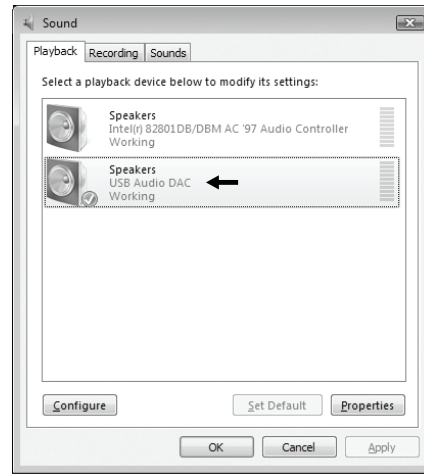 Sound
Playback Recording Sounds
Select a playback device below to modify its settings:
Speakers
Intel(r) 82801DB/DBM AC '97 Audio Controller
Working
Speakers
USB Audio DAC
Working
Configure Set Default Properties
OK Cancel Apply